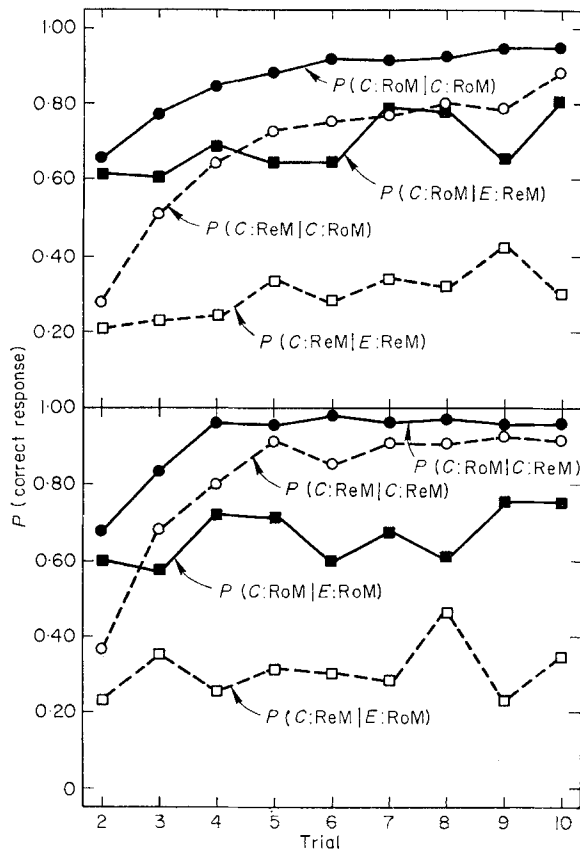 1·00
0·80
0·60
0·40
0·20
P (C:RoM|C:RoM)
P (C:RoM|E:ReM)
P (C:ReM|C:RoM)
P (C:ReM|E:ReM)
P (correct response)
1·00
0·80
0·60
0·40
0·20
0
P (C:RoM|C:ReM)
P (C:ReM|C:ReM)
P (C:RoM|E:RoM)
P (C:ReM|E:RoM)
2 3 4 5 6 7 8 9 10
Trial